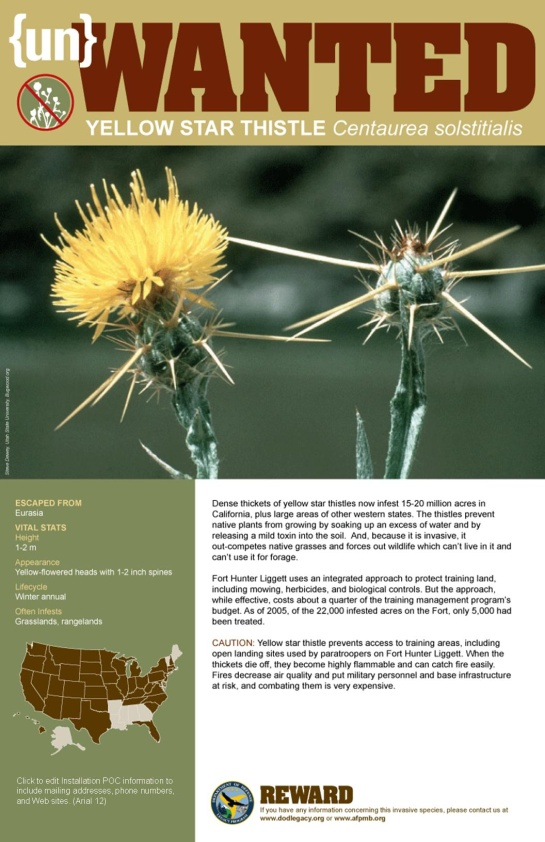 {un}WANTED
YELLOW STAR THISTLE Centaurea solstitialis
Steve Dewey, Utah State University, Bugwood.org
ESCAPED FROM
Eurasia
VITAL STATS
Height
1-2 m
Appearance
Yellow-flowered heads with 1-2 inch spines
Lifecycle
Winter annual
Often Infests
Grasslands, rangelands
Click to edit Installation POC information to
include mailing addresses, phone numbers,
and Web sites. (Arial 12)
Dense thickets of yellow star thistles now infest 15-20 million acres in
California, plus large areas of other western states. The thistles prevent
native plants from growing by soaking up an excess of water and by
releasing a mild toxin into the soil.  And, because it is invasive, it
out-competes native grasses and forces out wildlife which can't live in it and
can't use it for forage.
Fort Hunter Liggett uses an integrated approach to protect training land,
including mowing, herbicides, and biological controls. But the approach,
while effective, costs about a quarter of the training management program's
budget. As of 2005, of the 22,000 infested acres on the Fort, only 5,000 had
been treated.
CAUTION: Yellow star thistle prevents access to training areas, including
open landing sites used by paratroopers on Fort Hunter Liggett. When the
thickets die off, they become highly flammable and can catch fire easily.
Fires decrease air quality and put military personnel and base infrastructure
at risk, and combating them is very expensive.
REWARD
If you have any information concerning this invasive species, please contact us at
www.dodlegacy.org or www.afpmb.org